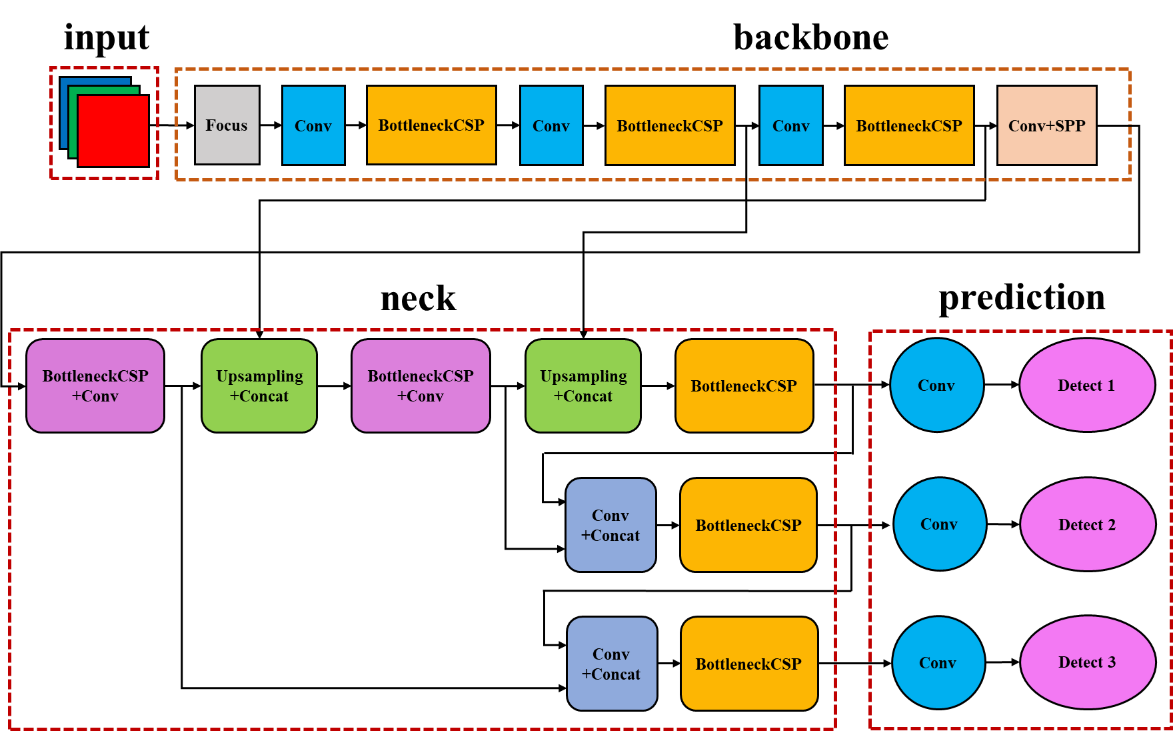 input
backbone
Focus
Conv
BottleneckCSP
Conv
BottleneckCSP
Conv
BottleneckCSP
Conv+SPP
neck
prediction
BottleneckCSP
+Conv
Upsampling
+Concat
BottleneckCSP
+Conv
Upsampling
+Concat
BottleneckCSP
Conv
Detect 1
Conv
+Concat
BottleneckCSP
Conv
Detect 2
Conv
+Concat
BottleneckCSP
Conv
Detect 3